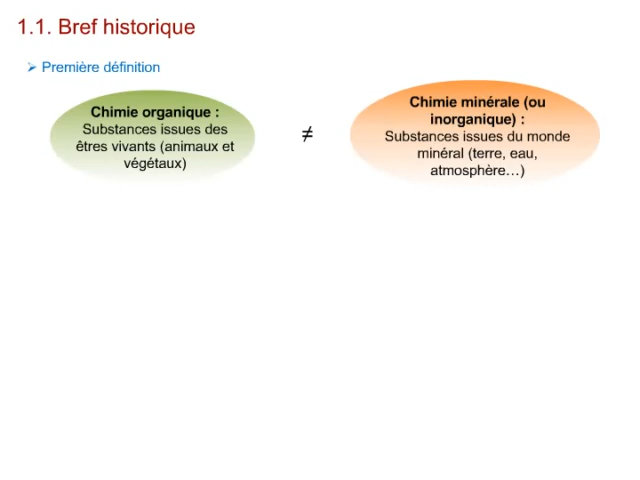 1.1. Bref historique
➢ Première définition
Chimie organique :
Substances issues des
êtres vivants (animaux et
végétaux)
≠
Chimie minérale (ou
inorganique) :
Substances issues du monde
minéral (terre, eau,
atmosphère…)